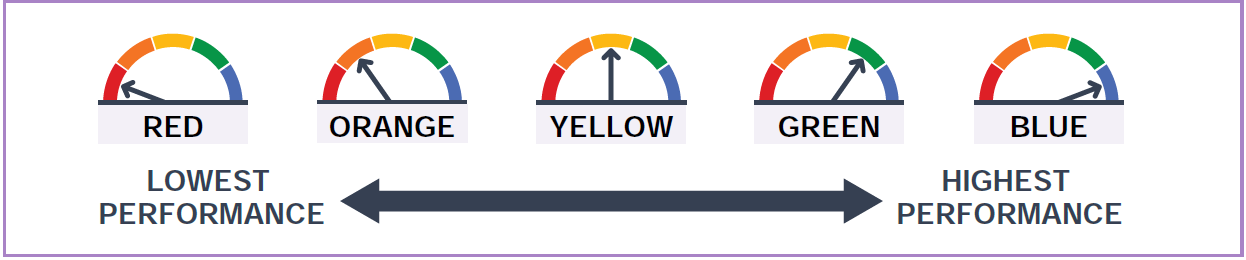 RED
ORANGE
YELLOW
GREEN
BLUE
LOWEST
PERFORMANCE
HIGHEST
PERFORMANCE